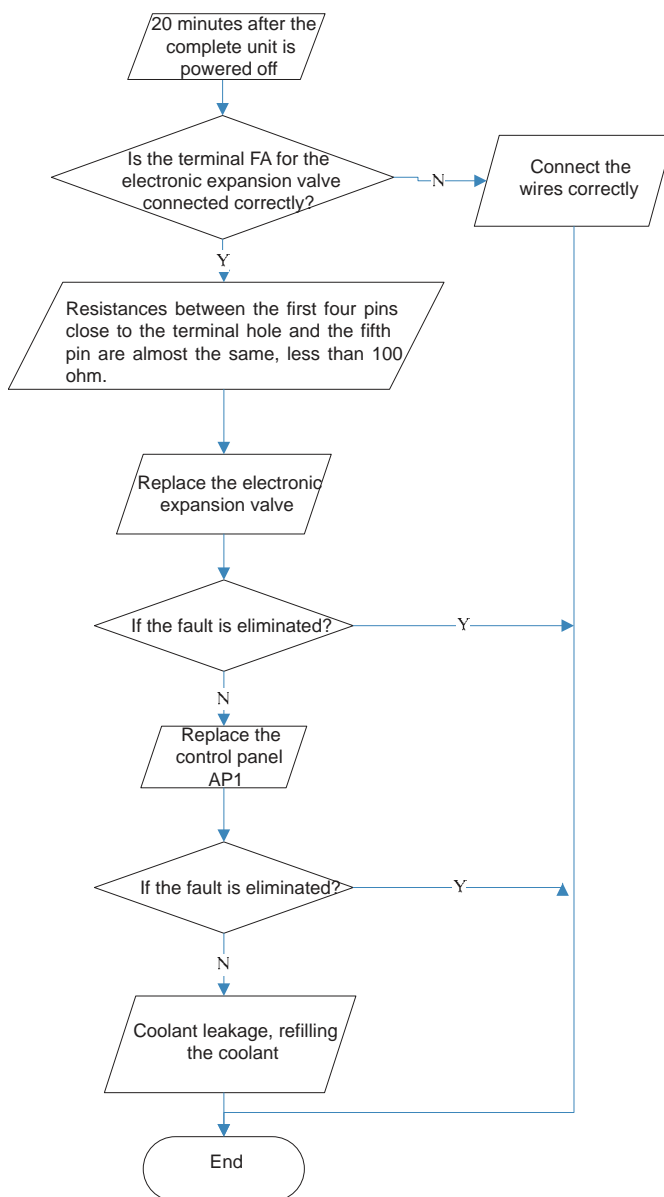 20 minutes after the
complete unit is
powered off
Is the terminal FA for the
electronic expansion valve
connected correctly?
N
Connect the
wires correctly
Y
Resistances between the first four pins
close to the terminal hole and the fifth
pin are almost the same, less than 100
ohm.
Replace the electronic
expansion valve
If the fault is eliminated?
Y
N
Replace the
control panel
AP1
If the fault is eliminated?
Y
N
Coolant leakage, refilling
the coolant
End